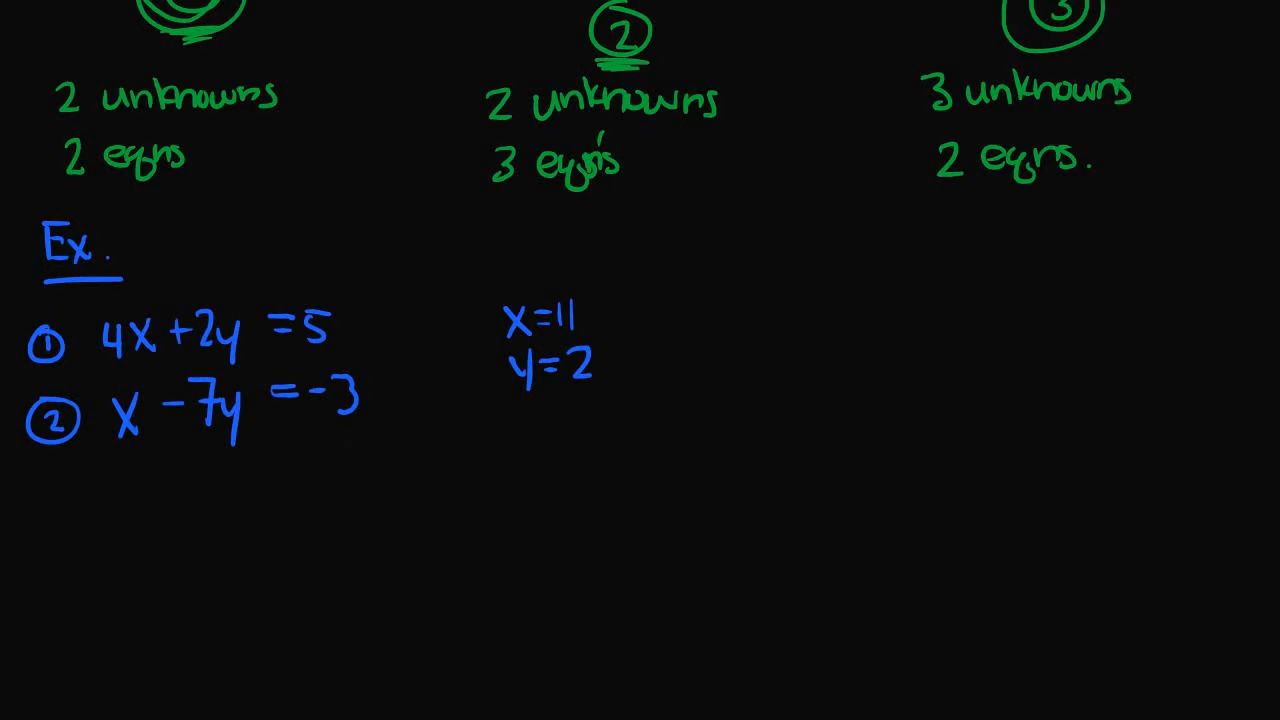 2 3
2 unknowns 2 unknowns 3 unknowns
2 eqns 3 eqn's 2 eqns.
Ex.
① 4x + 2y = 5
② x - 7y = -3
x = 11
y = 2